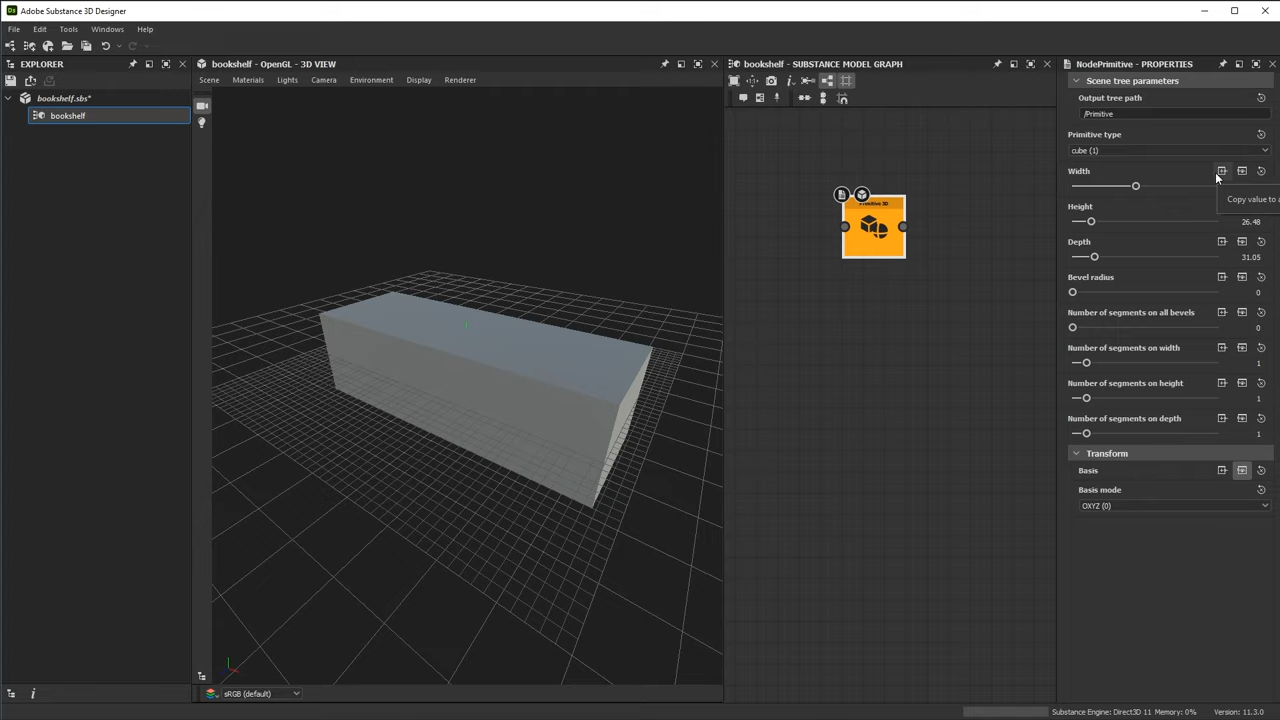 Ds Adobe Substance 3D Designer
File Edit Tools Windows Help
EXPLORER
bookshelf.sbs*
bookshelf
bookshelf - OpenGL - 3D VIEW
Scene Materials Lights Camera Environment Display Renderer
sRGB (default)
bookshelf - SUBSTANCE MODEL GRAPH
Primitive 3D
NodePrimitive - PROPERTIES
Scene tree parameters
Output tree path
/Primitive
Primitive type
cube (1)
Width
Copy value to a
Height
26.48
Depth
31.05
Bevel radius
0
Number of segments on all bevels
0
Number of segments on width
1
Number of segments on height
1
Number of segments on depth
1
Transform
Basis
Basis mode
OXYZ (0)
Substance Engine: Direct3D 11 Memory: 0% Version: 11.3.0